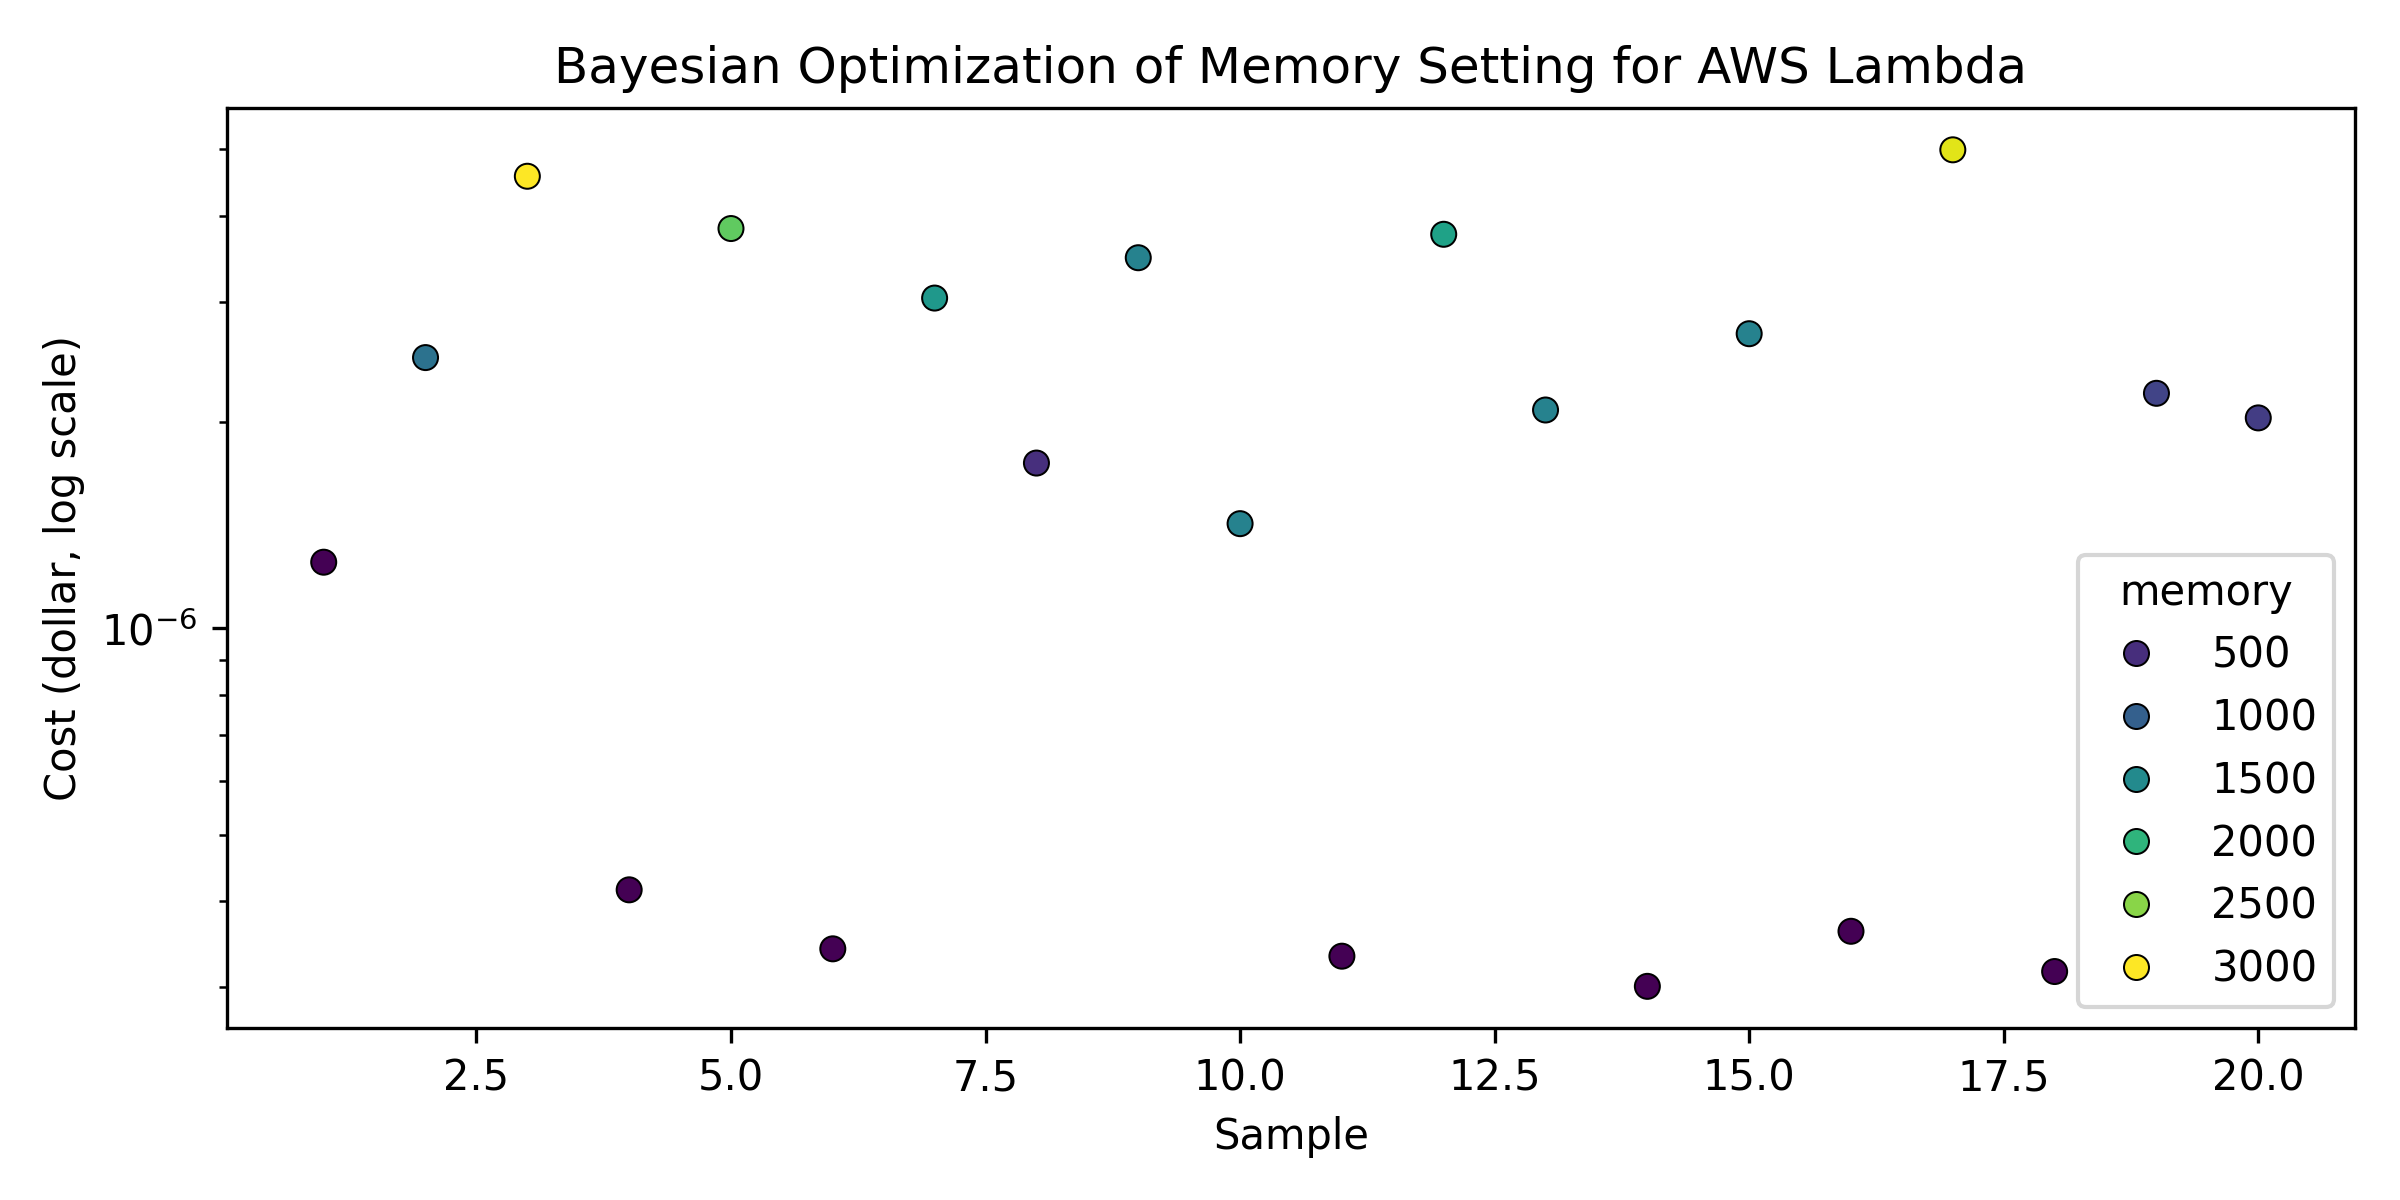 Bayesian Optimization of Memory Setting for AWS Lambda
Cost (dollar, log scale)
10⁻⁶
memory
500
1000
1500
2000
2500
3000
2.5 5.0 7.5 10.0 12.5 15.0 17.5 20.0
Sample